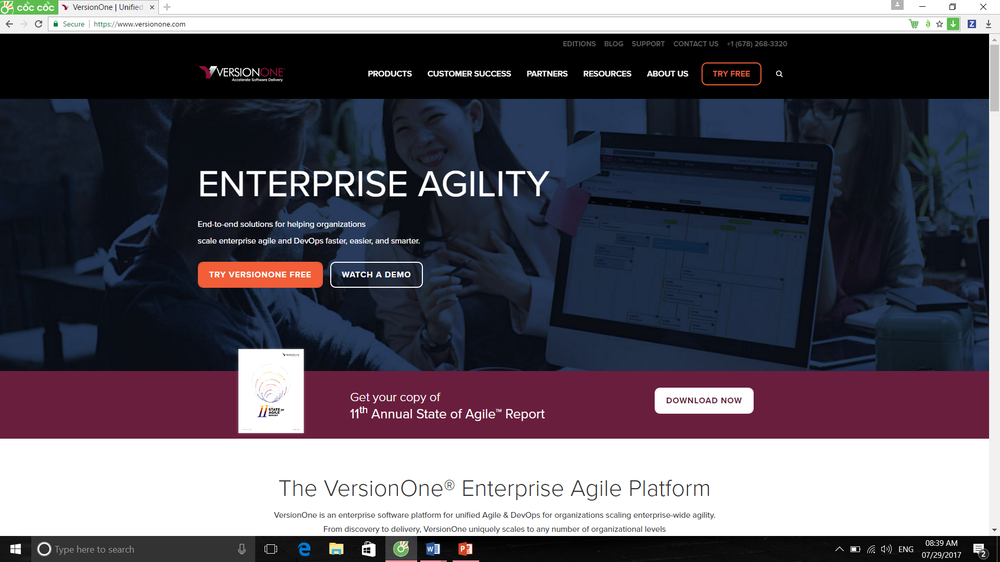 cốc cốc
VersionOne | Unified
Secure
https://www.versionone.com
EDITIONS BLOG SUPPORT CONTACT US +1 (678) 268-3320
VERSIONONE
Accelerate Software Delivery
PRODUCTS CUSTOMER SUCCESS PARTNERS RESOURCES ABOUT US TRY FREE
ENTERPRISE AGILITY
End-to-end solutions for helping organizations
scale enterprise agile and DevOps faster, easier, and smarter.
TRY VERSIONONE FREE WATCH A DEMO
VERSIONONE
11 STATE OF
AGILE
REPORT
Get your copy of
11th Annual State of Agile™ Report
DOWNLOAD NOW
The VersionOne® Enterprise Agile Platform
VersionOne is an enterprise software platform for unified Agile & DevOps for organizations scaling enterprise-wide agility.
From discovery to delivery, VersionOne uniquely scales to any number of organizational levels
Type here to search
ENG
08:39 AM
07/29/2017
2